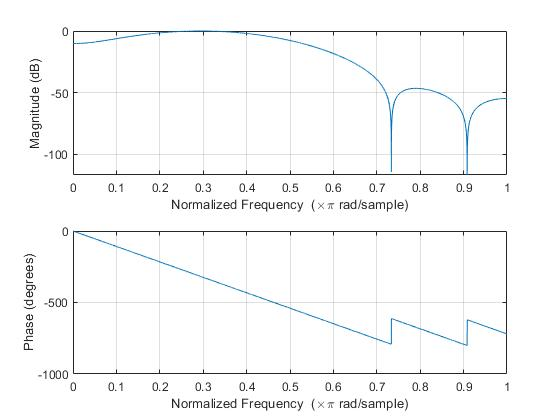 0
-50
-100
Magnitude (dB)
0 0.1 0.2 0.3 0.4 0.5 0.6 0.7 0.8 0.9 1
Normalized Frequency (×π rad/sample)
0
-500
-1000
Phase (degrees)
0 0.1 0.2 0.3 0.4 0.5 0.6 0.7 0.8 0.9 1
Normalized Frequency (×π rad/sample)